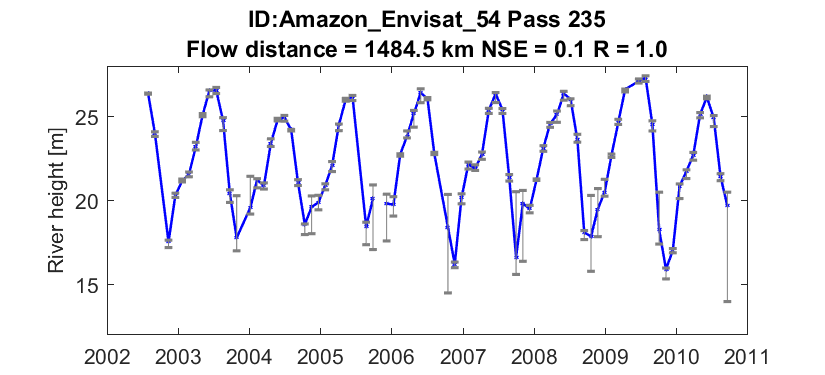 ID:Amazon_Envisat_54 Pass 235
Flow distance = 1484.5 km NSE = 0.1 R = 1.0
River height [m]
25
20
15
2002 2003 2004 2005 2006 2007 2008 2009 2010 2011